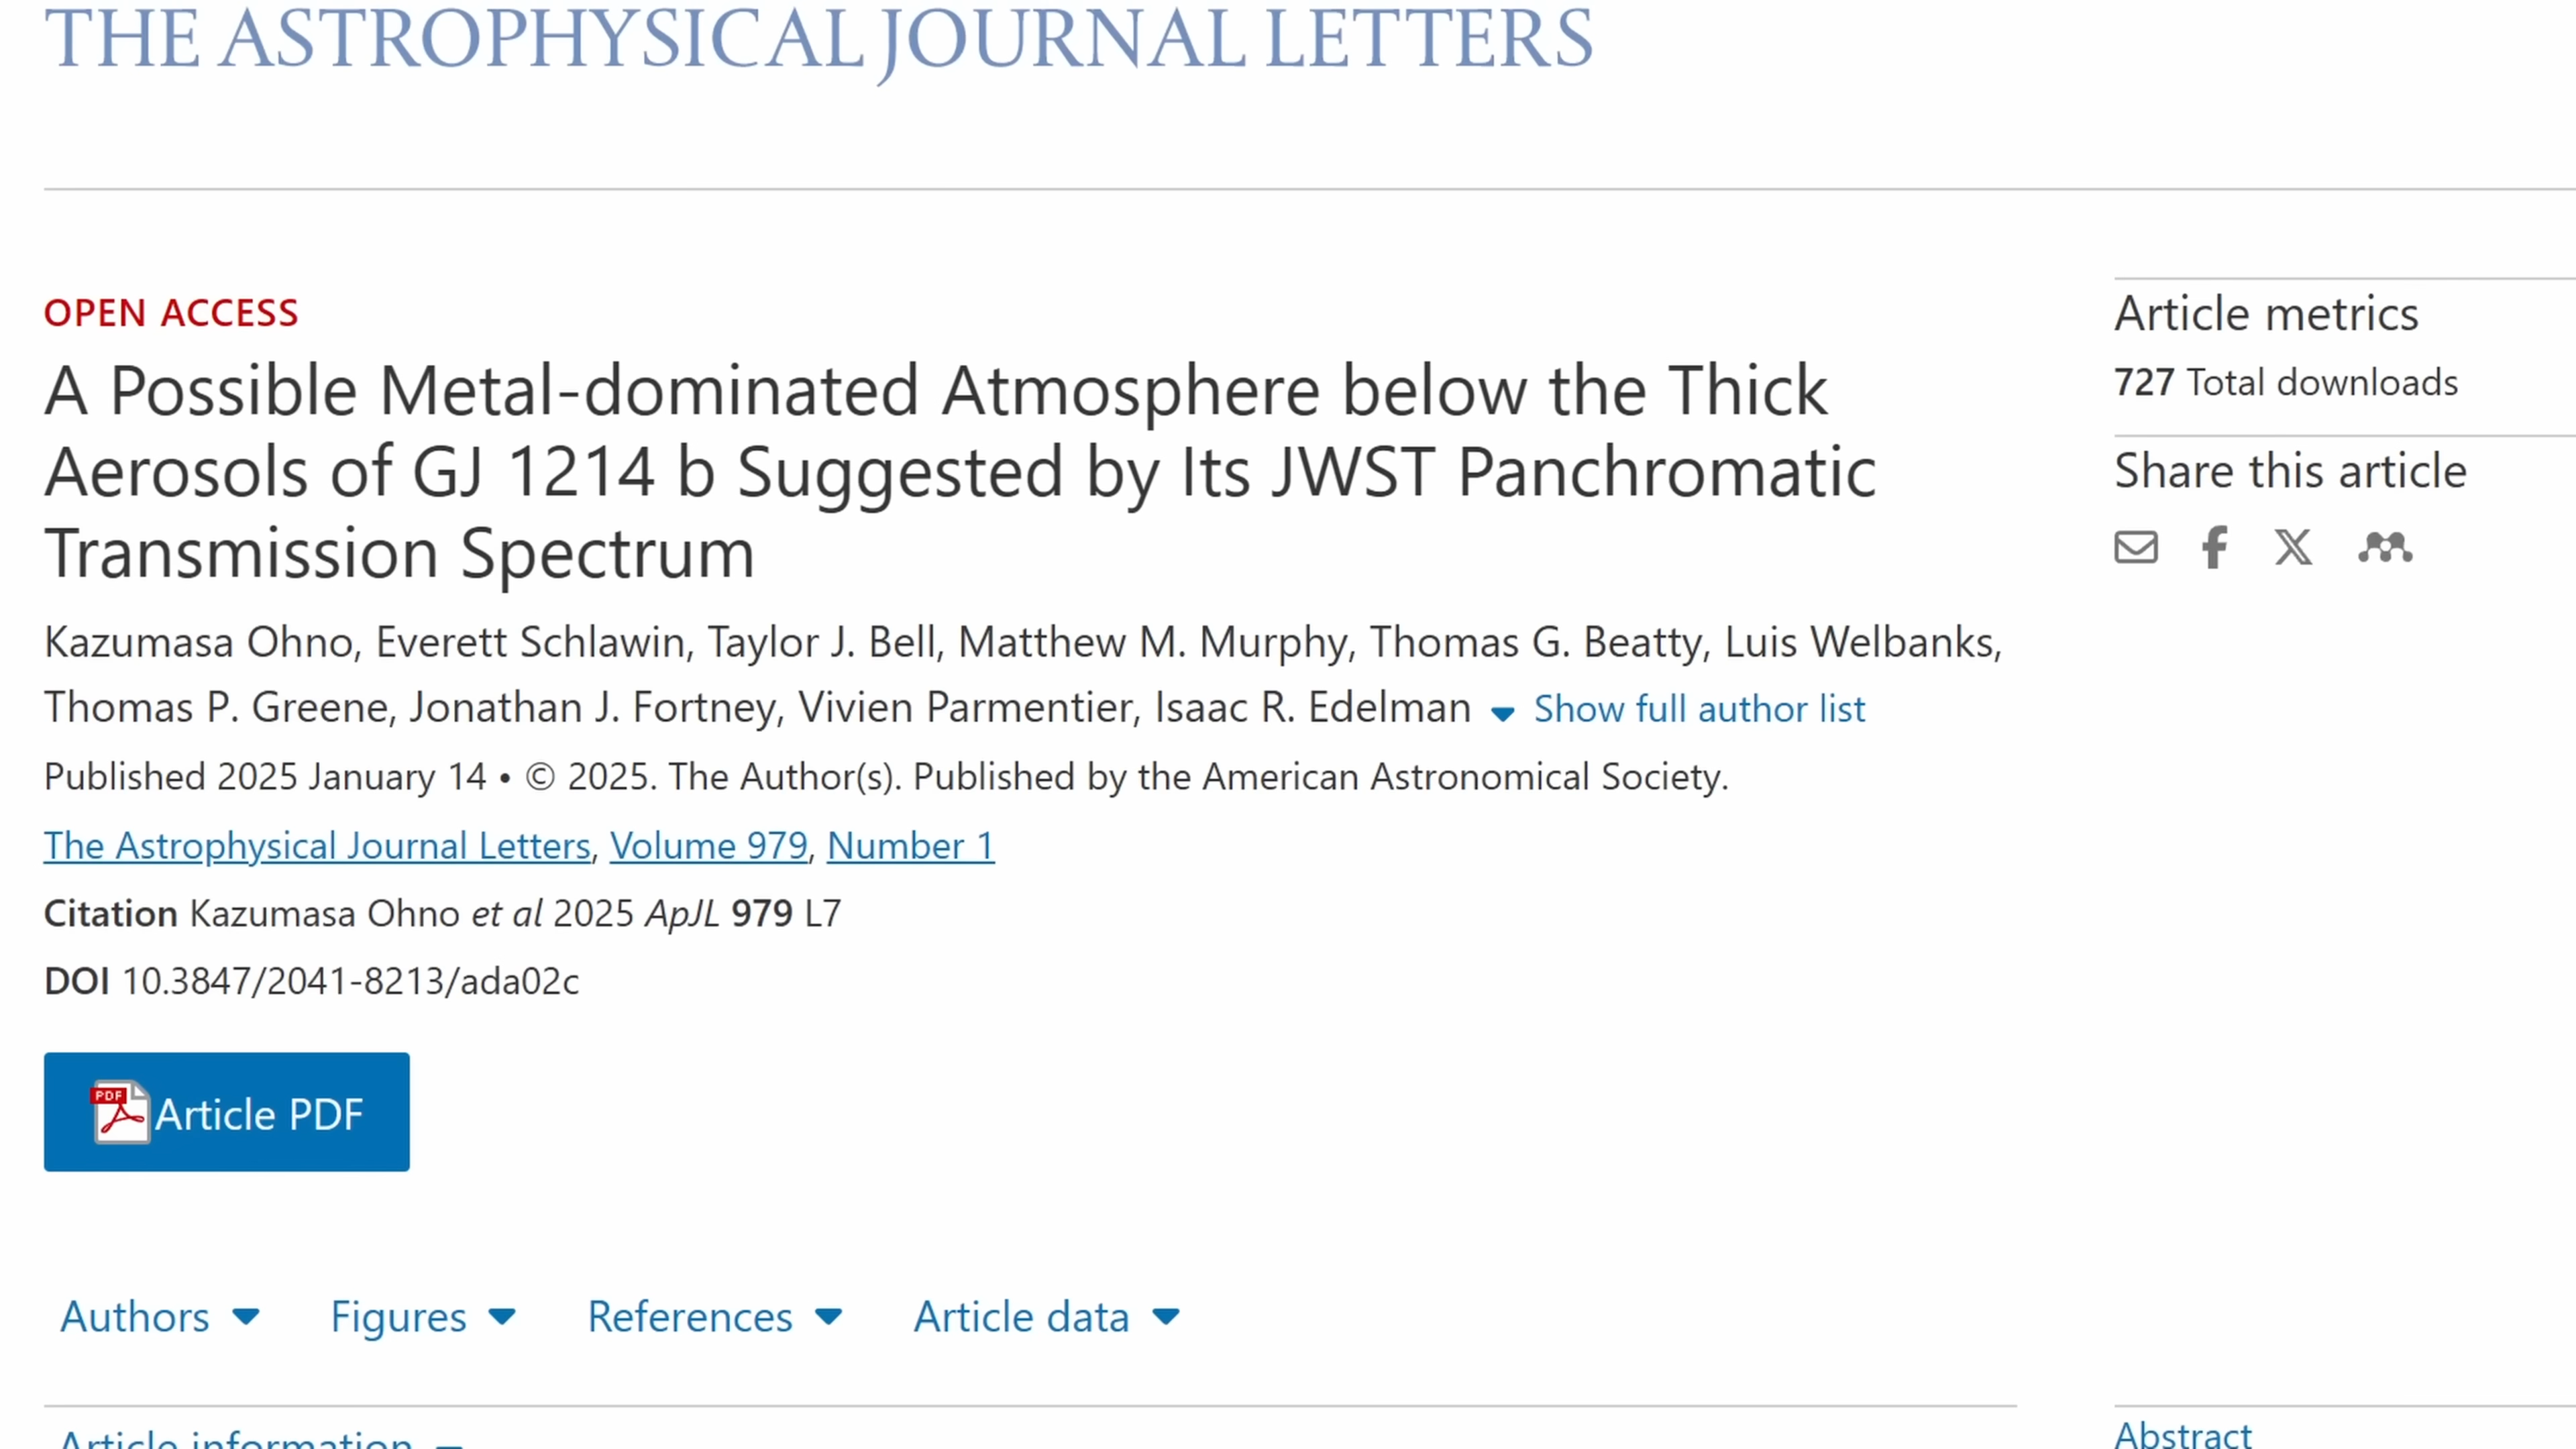 THE ASTROPHYSICAL JOURNAL LETTERS
OPEN ACCESS
A Possible Metal-dominated Atmosphere below the Thick
Aerosols of GJ 1214 b Suggested by Its JWST Panchromatic
Transmission Spectrum
Kazumasa Ohno, Everett Schlawin, Taylor J. Bell, Matthew M. Murphy, Thomas G. Beatty, Luis Welbanks,
Thomas P. Greene, Jonathan J. Fortney, Vivien Parmentier, Isaac R. Edelman Show full author list
Published 2025 January 14 • © 2025. The Author(s). Published by the American Astronomical Society.
The Astrophysical Journal Letters, Volume 979, Number 1
Citation Kazumasa Ohno et al 2025 ApJL 979 L7
DOI 10.3847/2041-8213/ada02c
PDF Article PDF
Authors Figures References Article data
Article information
Article metrics
727 Total downloads
Share this article
Abstract